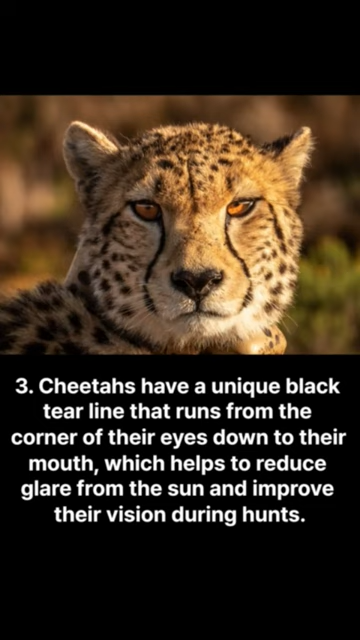 3. Cheetahs have a unique black
tear line that runs from the
corner of their eyes down to their
mouth, which helps to reduce
glare from the sun and improve
their vision during hunts.